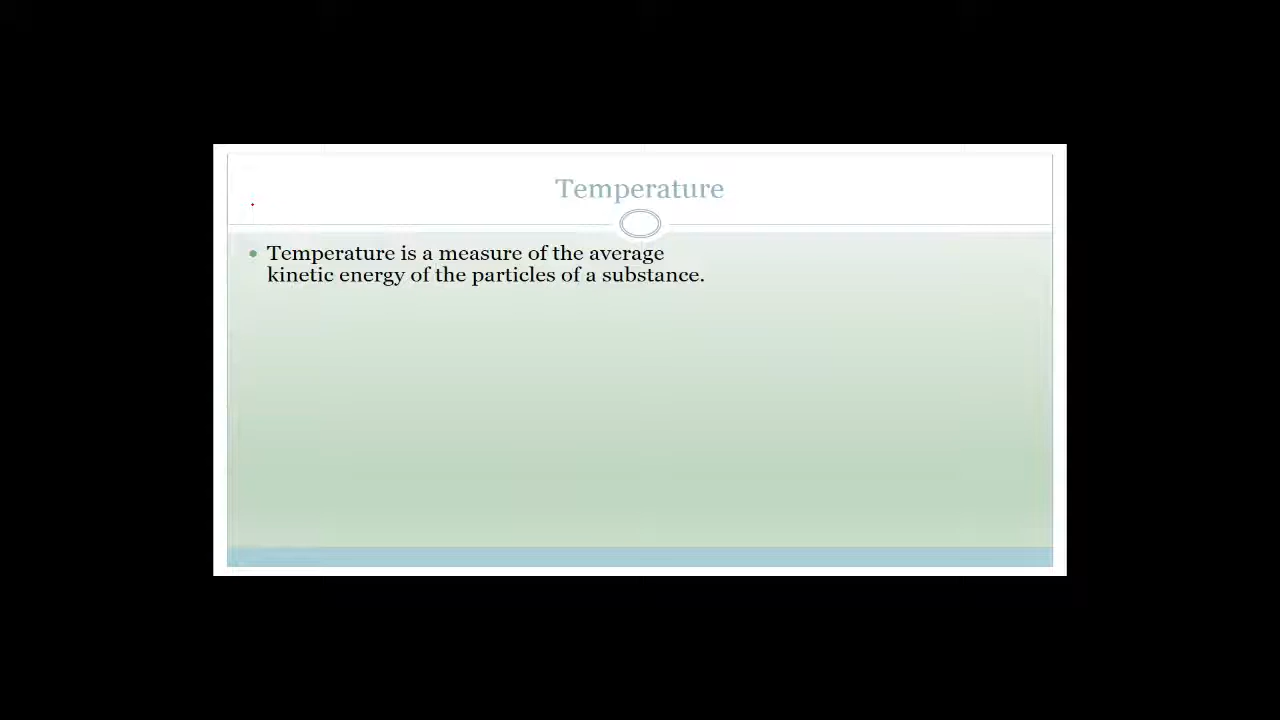 Temperature
Temperature is a measure of the average
kinetic energy of the particles of a substance.